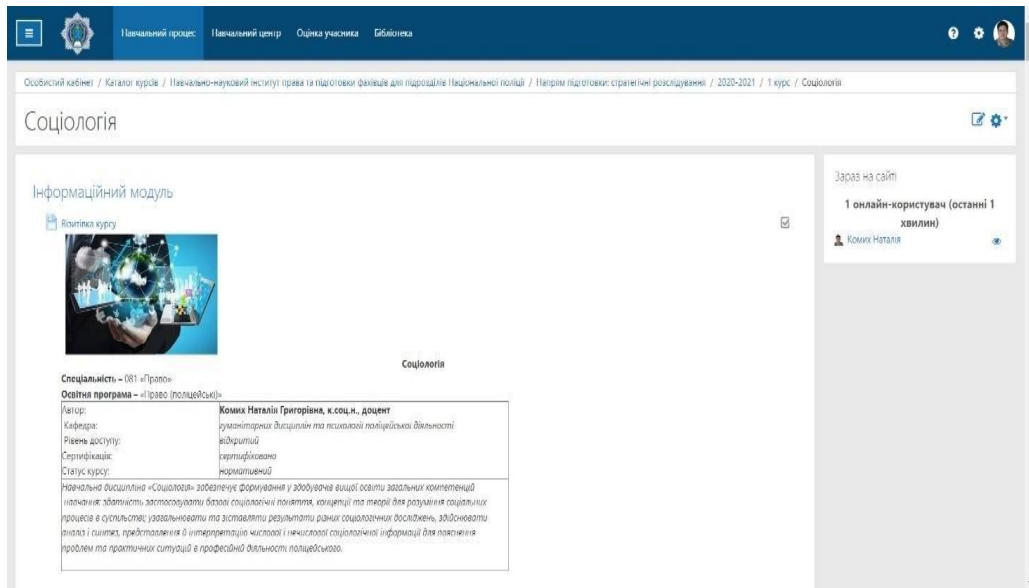 Навчальний процес Навчальний центр Оцінка учасника Бібліотека
Особистий кабінет / Каталог курсів / Навчально-науковий інститут права та підготовки фахівців для підрозділів Національної поліції / Напрям підготовки: стратегічні розслідування / 2020-2021 / 1 курс / Соціологія
Соціологія
Інформаційний модуль
Візитівка курсу
Соціологія
Спеціальність – 081 «Право»
Освітня програма – «Право (поліцейські)»
Автор: Комих Наталія Григорівна, к.соц.н., доцент
Кафедра: гуманітарних дисциплін та психології поліцейської діяльності
Рівень доступу: відкритий
Сертифікація: сертифіковано
Статус курсу: нормативний
Навчальна дисципліна «Соціологія» забезпечує формування у здобувачів вищої освіти загальних компетенцій
навчання: здатність застосовувати базові соціологічні поняття, концепції та теорії для розуміння соціальних
процесів в суспільстві; узагальнювати та зіставляти результати різних соціологічних досліджень, здійснювати
аналіз і синтез, представлення й інтерпретацію числової і нечислової соціологічної інформації для пояснення
проблем та практичних ситуацій в професійній діяльності поліцейського.
Зараз на сайті
1 онлайн-користувач (останні 1
хвилин)
Комих Наталія